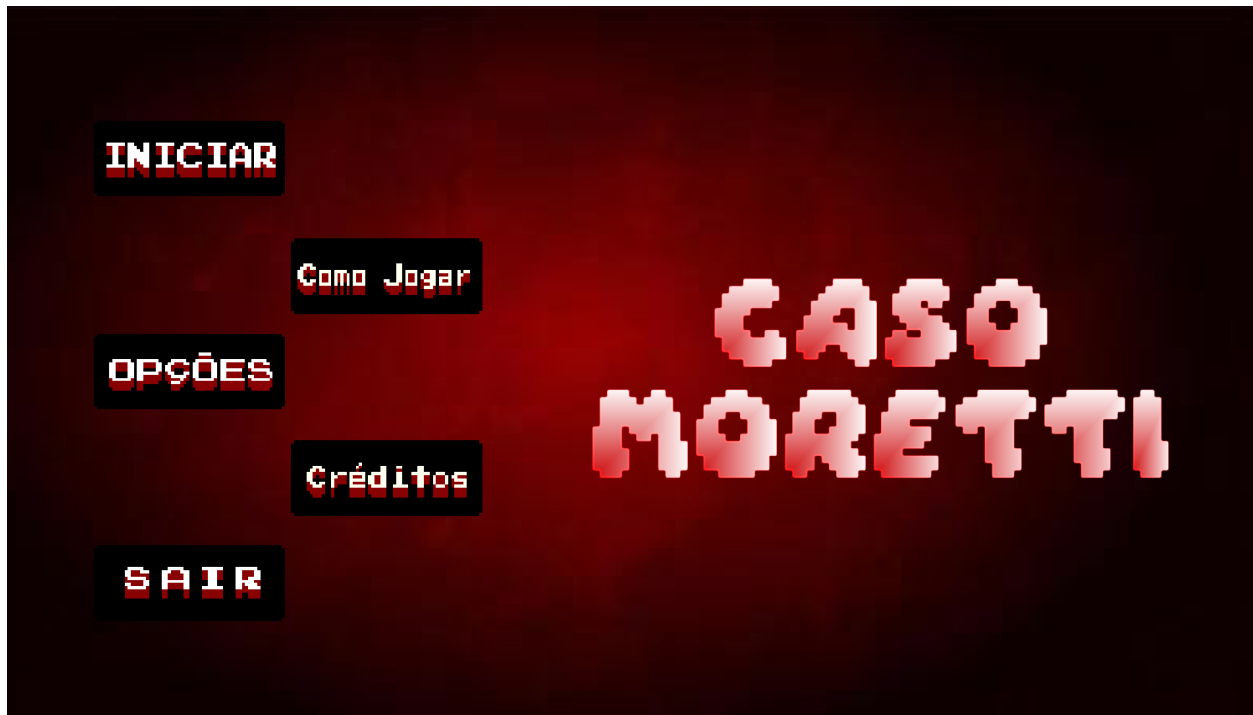 INICIAR
Como Jogar
OPÇÕES
Créditos
SAIR
CASO
MORETTI